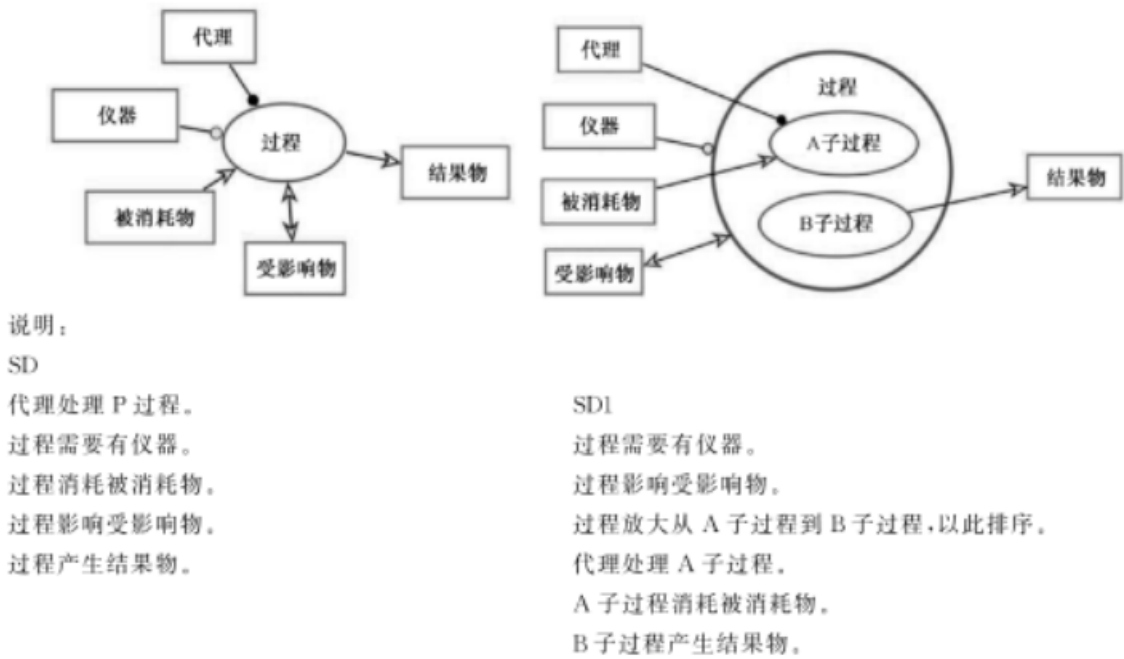 代理
仪器
过程
结果物
被消耗物
受影响物
代理
过程
仪器
A子过程
结果物
被消耗物
B子过程
受影响物
说明：
SD
代理处理 P 过程。
过程需要有仪器。
过程消耗被消耗物。
过程影响受影响物。
过程产生结果物。
SD1
过程需要有仪器。
过程影响受影响物。
过程放大从 A 子过程到 B 子过程，以此排序。
代理处理 A 子过程。
A 子过程消耗被消耗物。
B 子过程产生结果物。